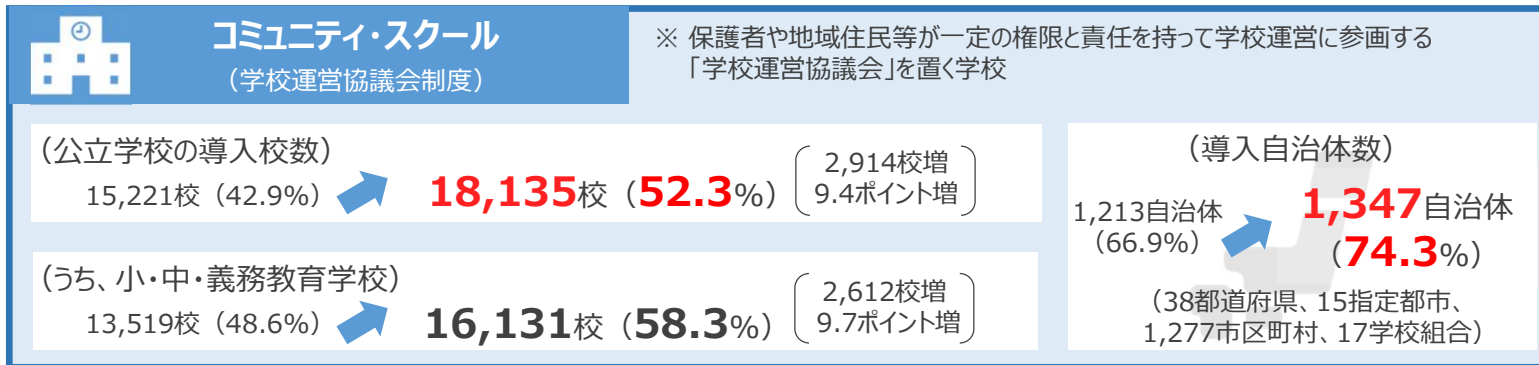 コミュニティ・スクール
（学校運営協議会制度）
※ 保護者や地域住民等が一定の権限と責任を持って学校運営に参画する
「学校運営協議会」を置く学校
（公立学校の導入校数）
15,221校（42.9%） 18,135校（52.3%）
2,914校増
9.4ポイント増
（うち、小・中・義務教育学校）
13,519校（48.6%） 16,131校（58.3%）
2,612校増
9.7ポイント増
（導入自治体数）
1,213自治体
（66.9%）
1,347自治体
（74.3%）
（38都道府県、15指定都市、
1,277市区町村、17学校組合）